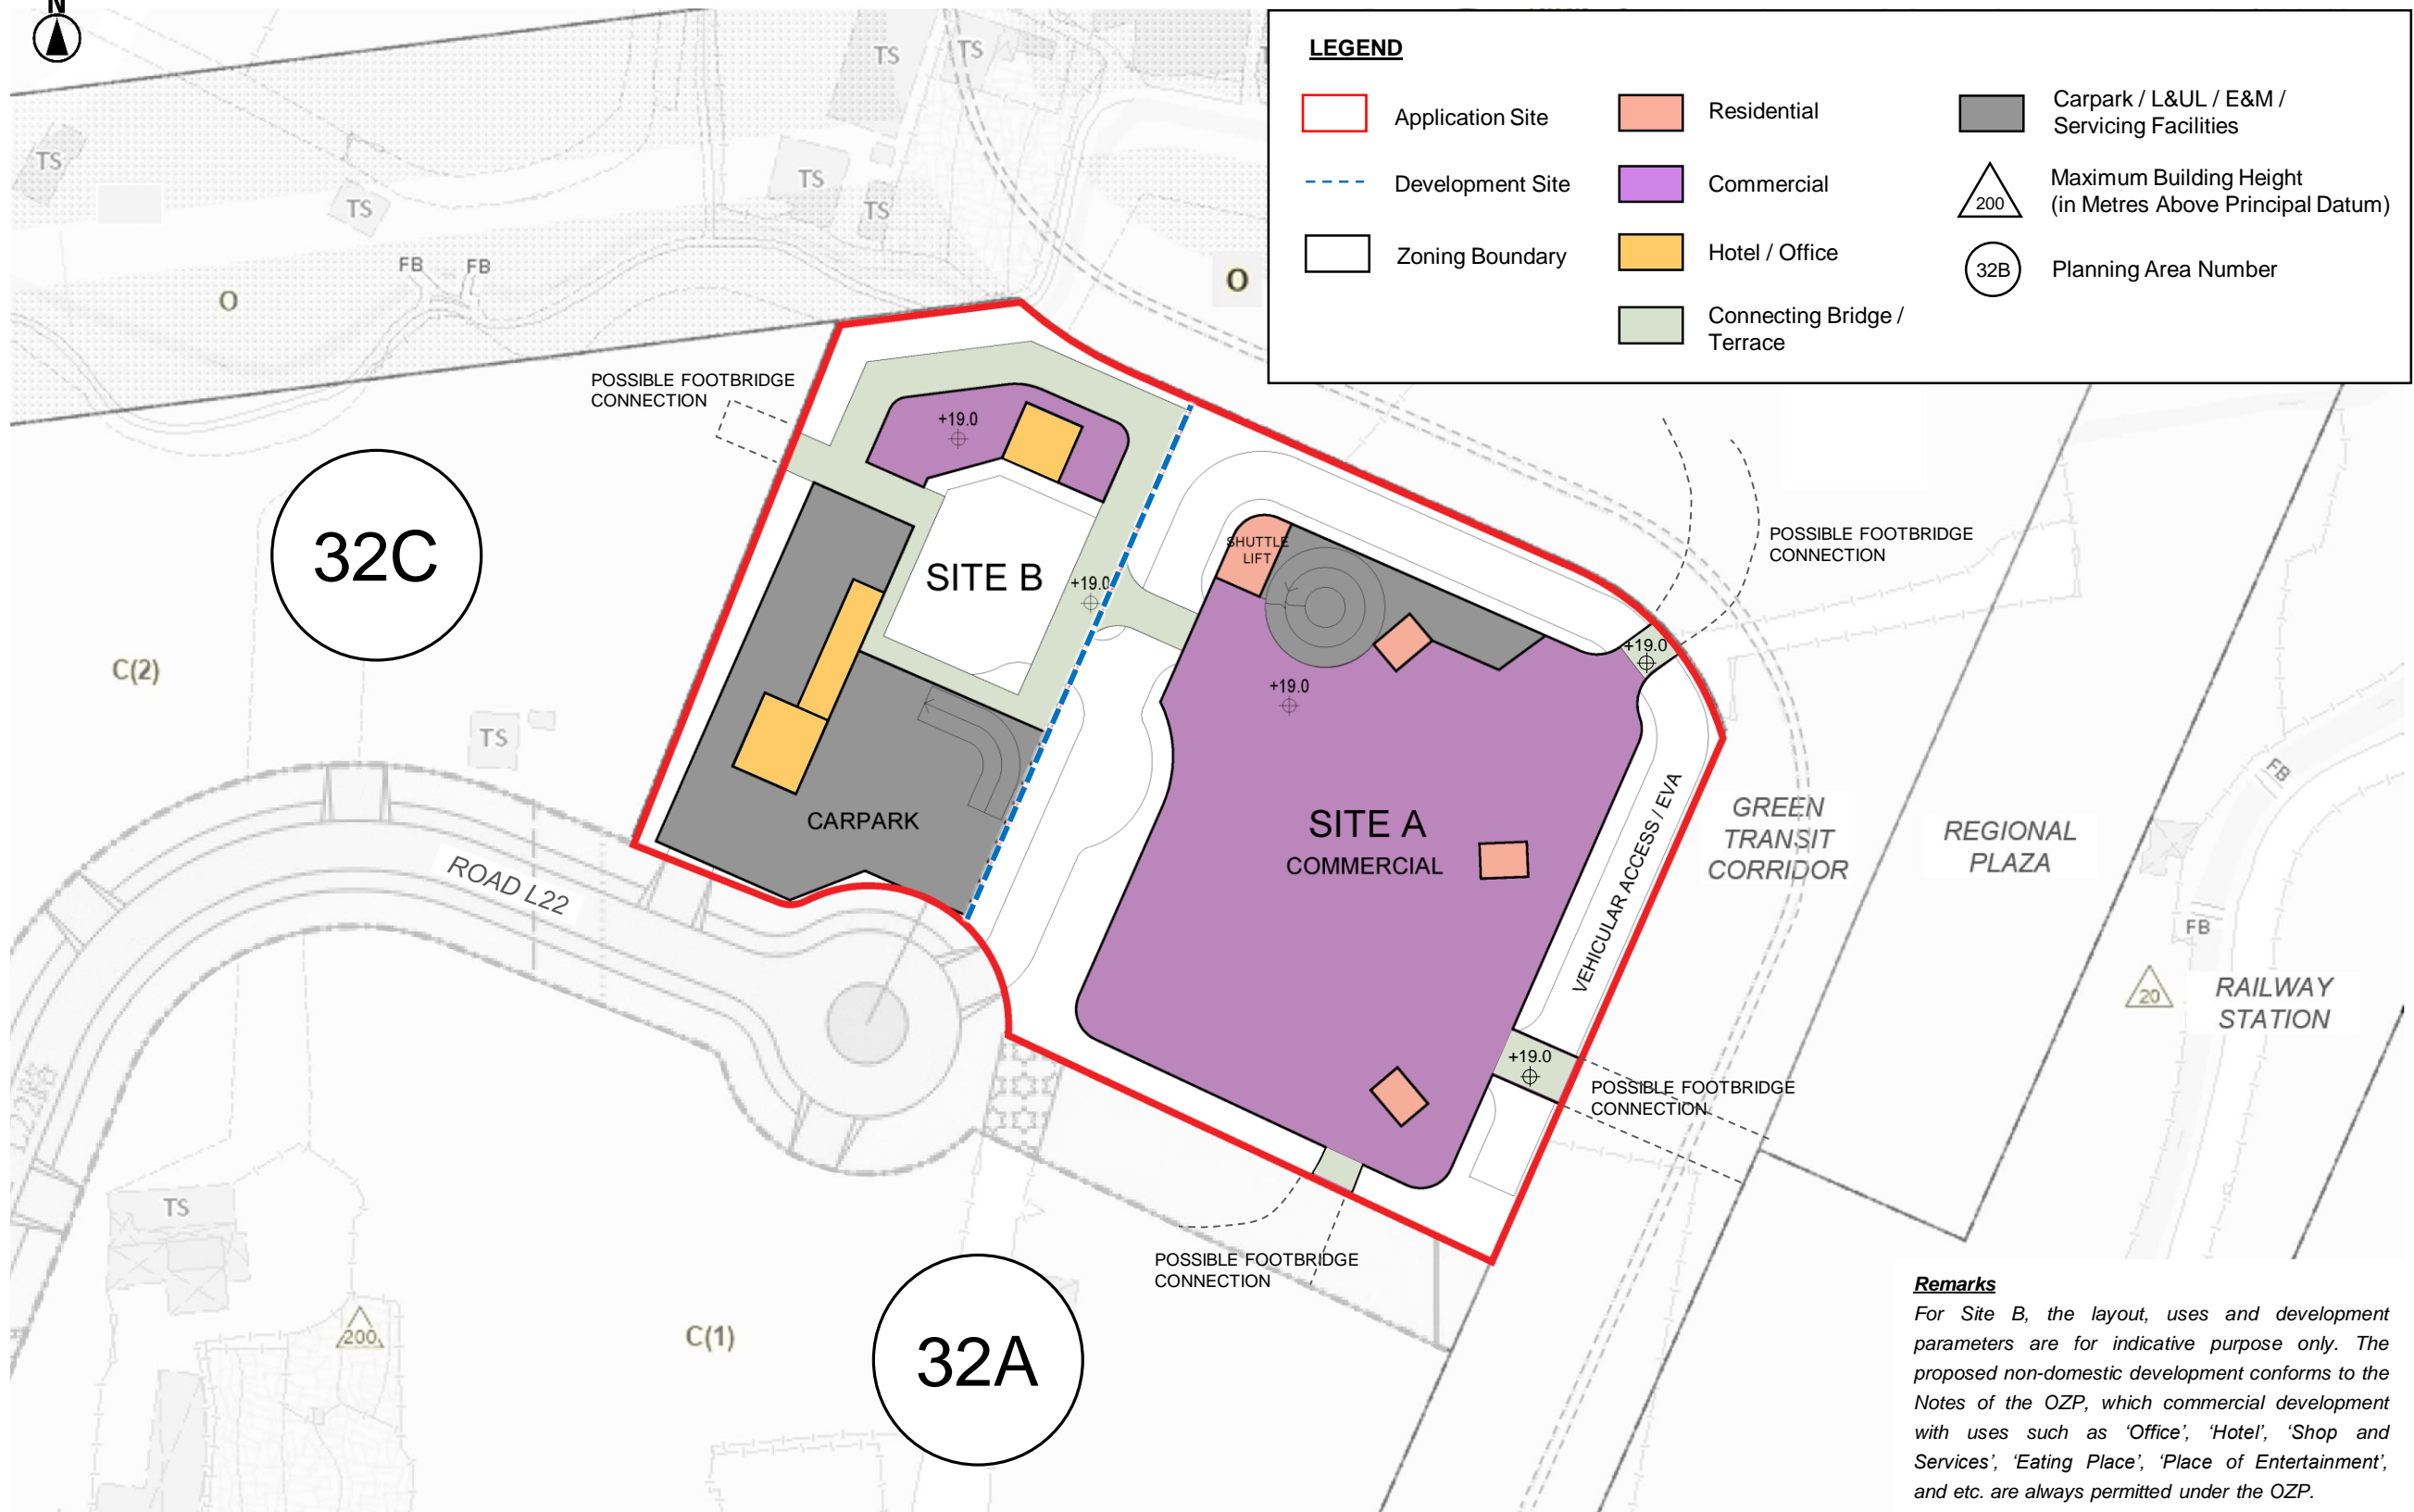 N
TS
TS
TS
TS
TS
TS
FB
FB
O
O
LEGEND
Application Site
Development Site
Zoning Boundary
Residential
Commercial
Hotel / Office
Connecting Bridge /
Terrace
Carpark / L&UL / E&M /
Servicing Facilities
200
Maximum Building Height
(in Metres Above Principal Datum)
32B
Planning Area Number
POSSIBLE FOOTBRIDGE
CONNECTION
+19.0
32C
C(2)
SITE B
+19.0
SHUTTLE
LIFT
POSSIBLE FOOTBRIDGE
CONNECTION
+19.0
+19.0
TS
CARPARK
SITE A
COMMERCIAL
VEHICULAR ACCESS / EVA
GREEN
TRANSIT
CORRIDOR
REGIONAL
PLAZA
FB
FB
ROAD L22
20
RAILWAY
STATION
+19.0
POSSIBLE FOOTBRIDGE
CONNECTION
L22路
TS
POSSIBLE FOOTBRIDGE
CONNECTION
200
C(1)
32A
Remarks
For Site B, the layout, uses and development
parameters are for indicative purpose only. The
proposed non-domestic development conforms to the
Notes of the OZP, which commercial development
with uses such as ‘Office’, ‘Hotel’, ‘Shop and
Services’, ‘Eating Place’, ‘Place of Entertainment’,
and etc. are always permitted under the OZP.